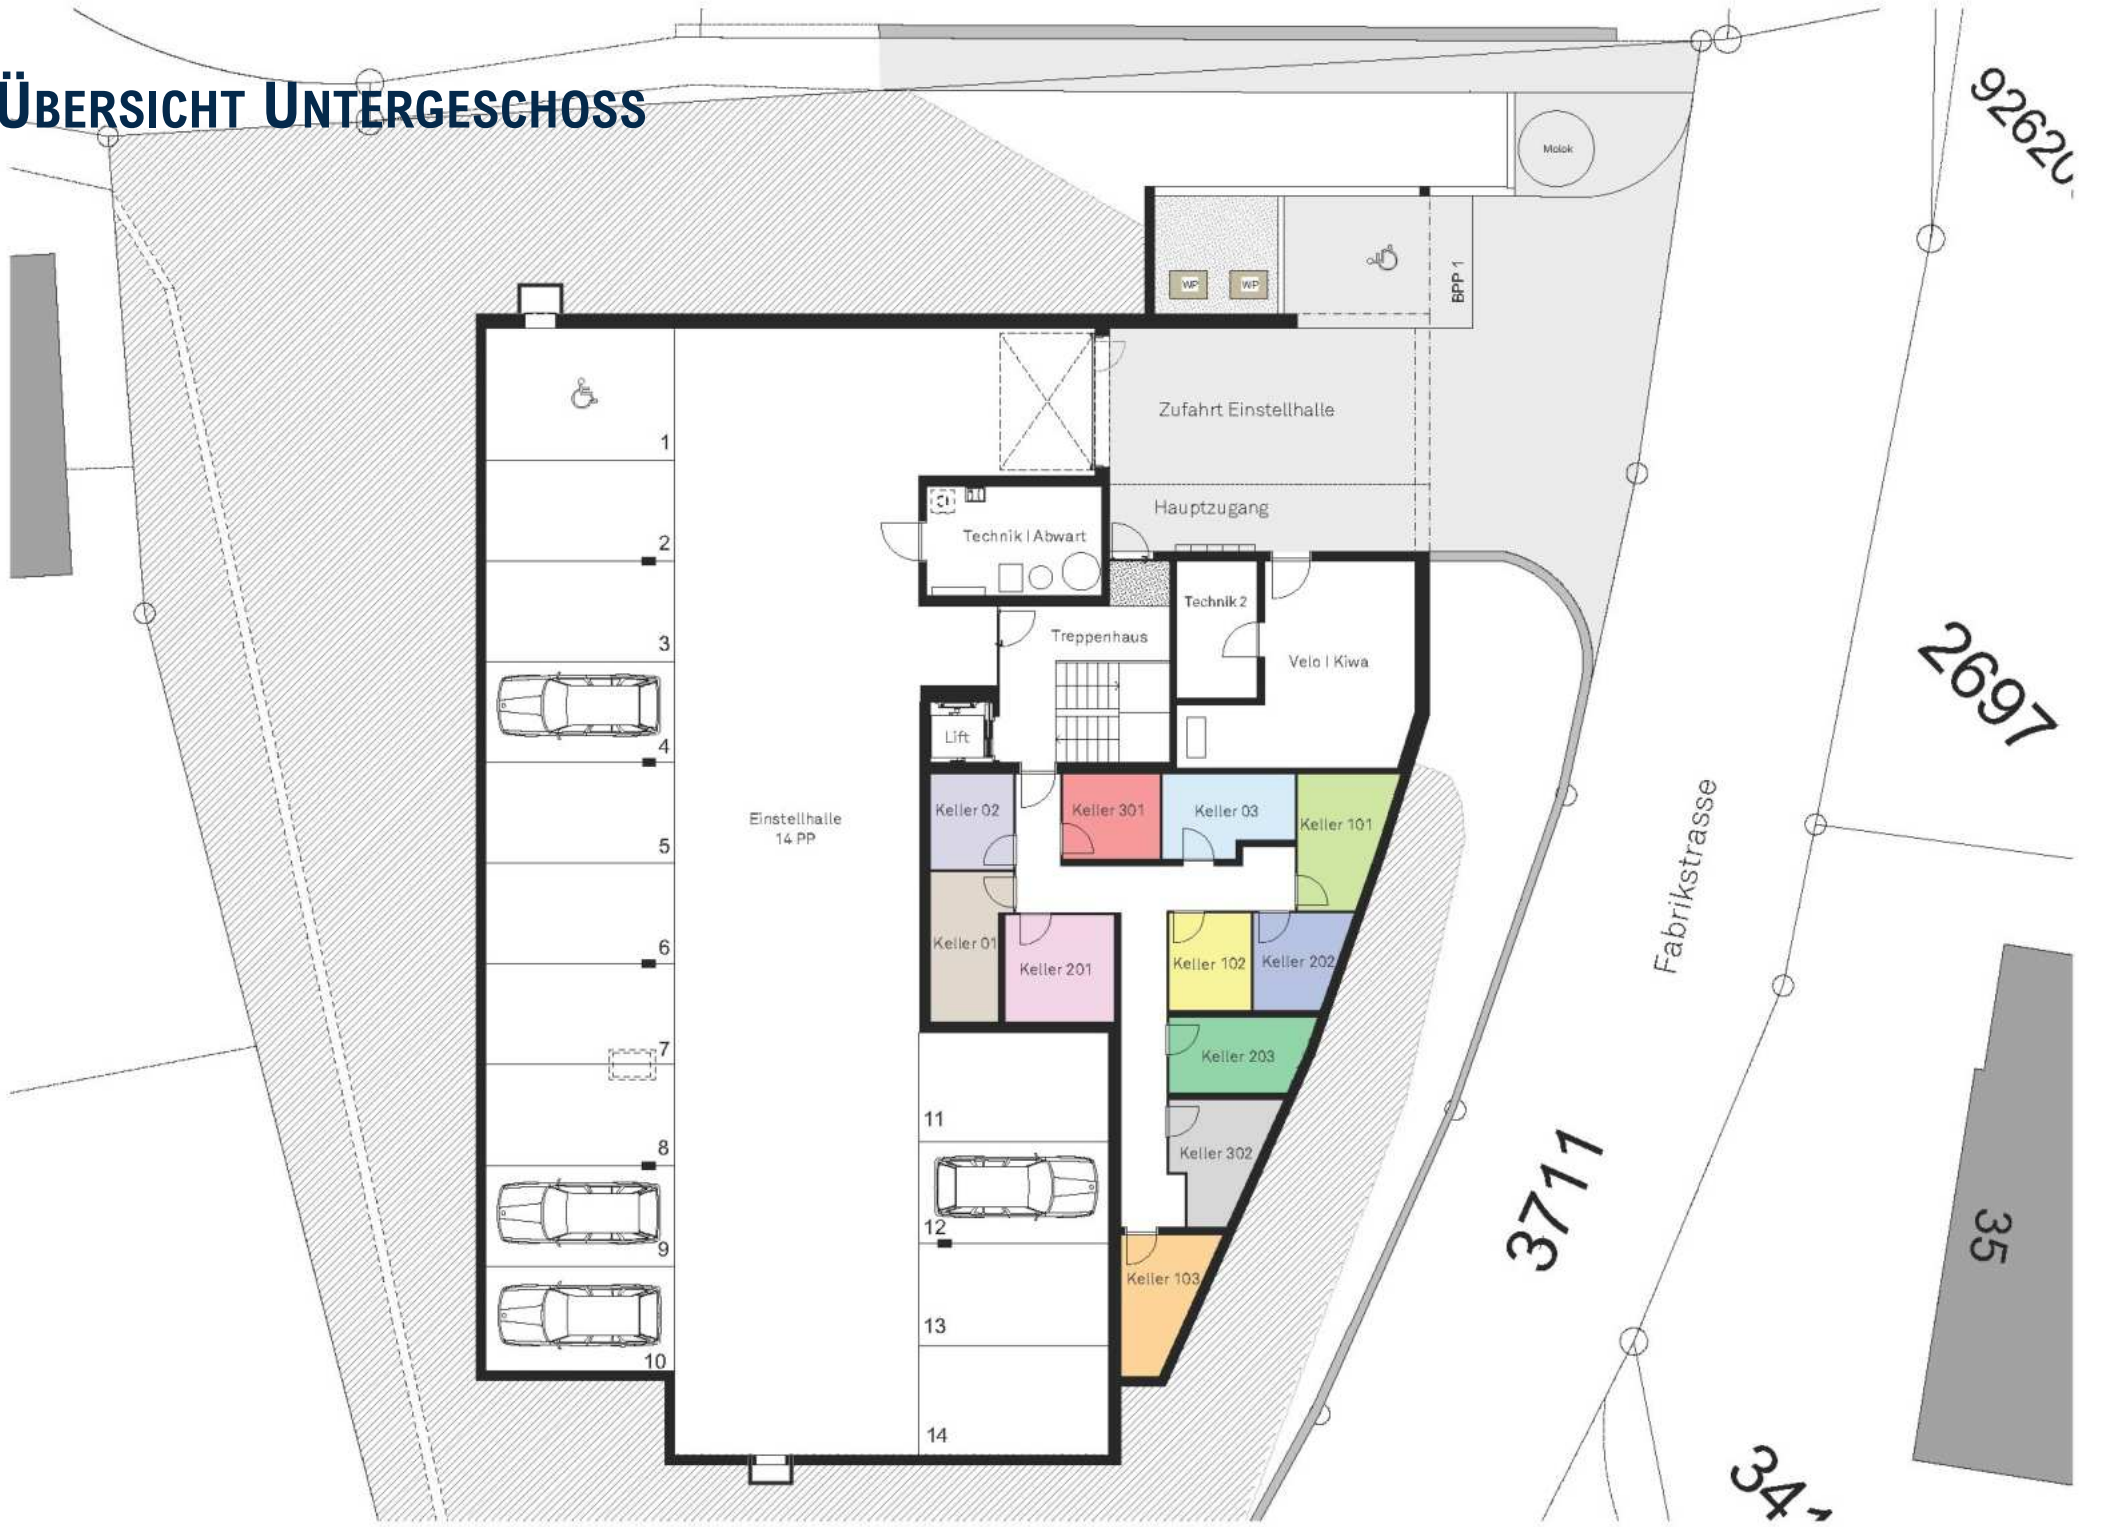 ÜBERSICHT UNTERGESCHOSS
Molok
WP
WP
BPP 1
1
Zufahrt Einstellhalle
Hauptzugang
2
Technik | Abwart
3
Treppenhaus
Technik 2
Velo | Kiwa
2697
4
Lift
5
Einstellhalle
14 PP
Keller 02
Keller 301
Keller 03
Keller 101
Fabrikstrasse
6
Keller 01
Keller 201
Keller 102
Keller 202
7
Keller 203
8
11
Keller 302
3711
35
9
12
Keller 103
10
13
14